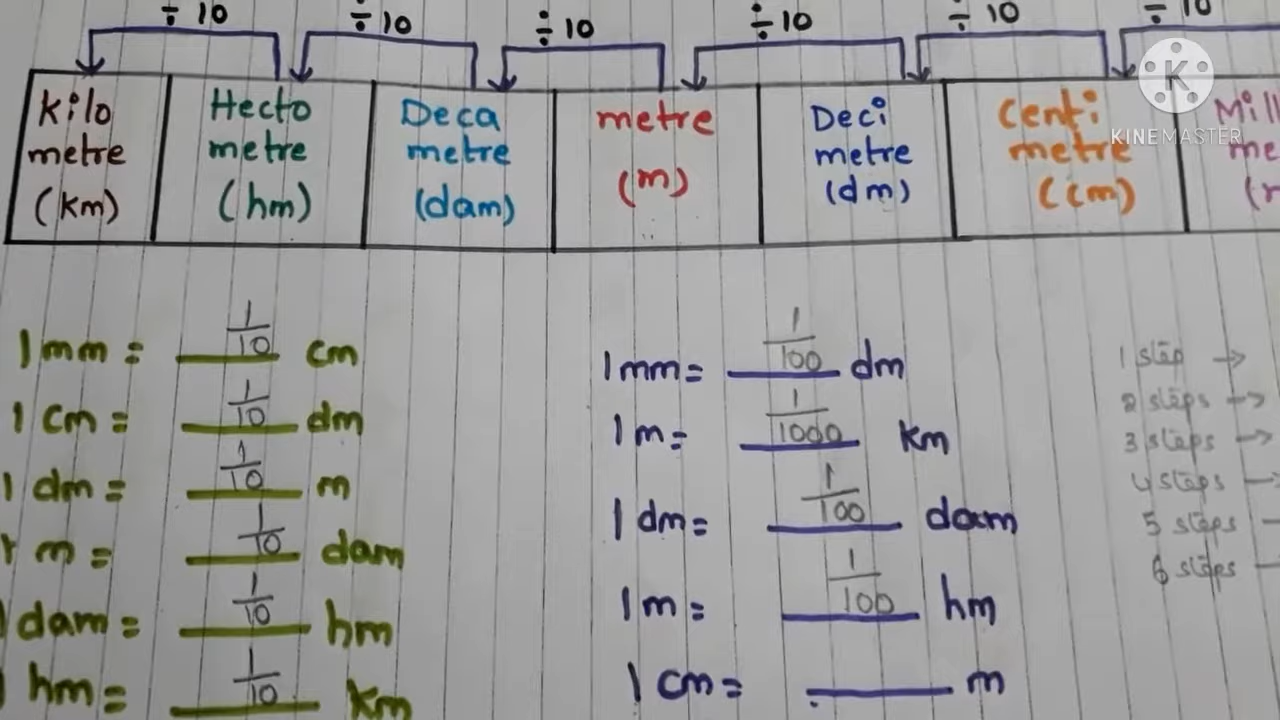 ÷ 10 ÷ 10 ÷ 10 ÷ 10 ÷ 10 ÷ 10
Kilo metre (km)
Hecto metre (hm)
Deca metre (dam)
metre (m)
Deci metre (dm)
Centi metre (cm)
KINEMASTER
1mm = 1/10 cm
1 cm = 1/10 dm
1 dm = 1/10 m
1 m = 1/10 dam
1 dam = 1/10 hm
1 hm = 1/10 km
1mm = 1/100 dm
1m = 1/1000 km
1 dm = 1/100 dam
1m = 1/100 hm
1 cm = ____ m
1 step →
2 steps →
3 steps →
4 steps →
5 steps
6 steps